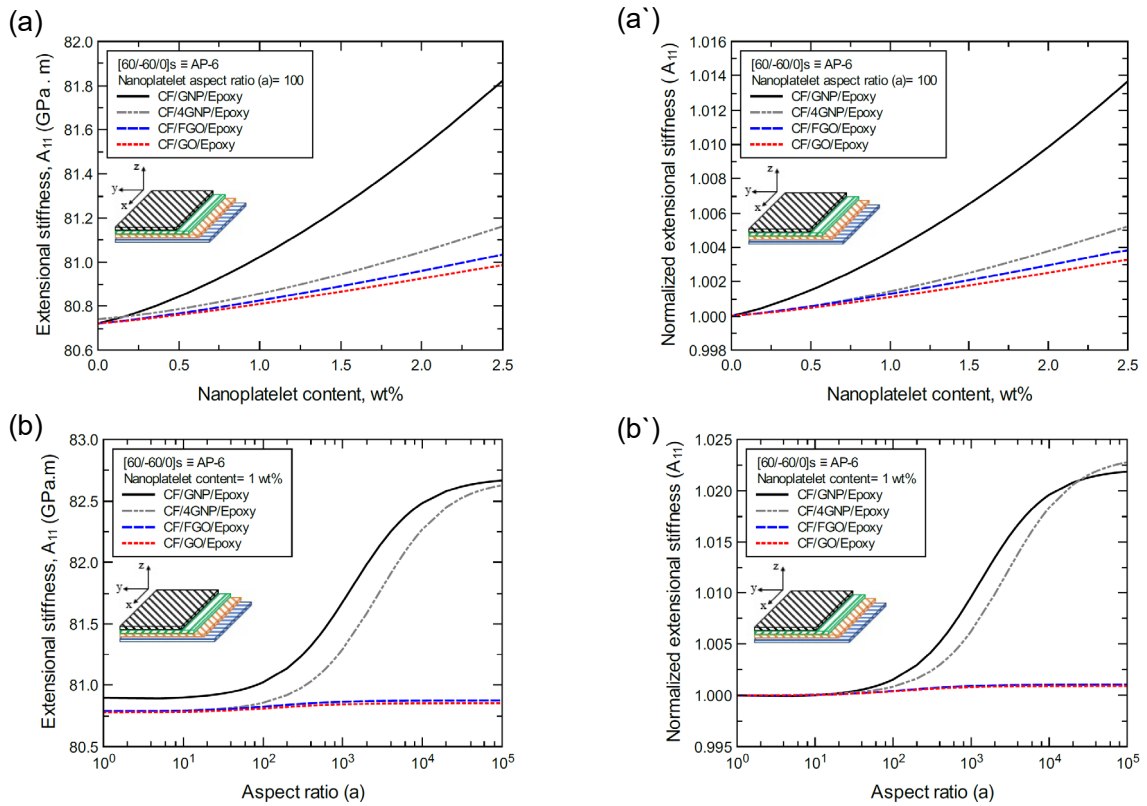 (a)
82.0
81.8
81.4
81.2
81.0
80.8
80.6
0.0
0.5
1.0
1.5
2.0
2.5
Extensional stiffness, A11 (GPa . m)
Nanoplatelet content, wt%
[60/-60/0]s ≡ AP-6
Nanoplatelet aspect ratio (a)= 100
CF/GNP/Epoxy
CF/4GNP/Epoxy
CF/FGO/Epoxy
CF/GO/Epoxy
z
y
x
(a`)
1.016
1.014
1.012
1.010
1.008
1.006
1.004
1.002
1.000
0.998
0.0
0.5
1.0
1.5
2.0
2.5
Normalized extensional stiffness ( A11)
Nanoplatelet content, wt%
[60/-60/0]s ≡ AP-6
Nanoplatelet aspect ratio (a)= 100
CF/GNP/Epoxy
CF/4GNP/Epoxy
CF/FGO/Epoxy
CF/GO/Epoxy
z
y
x
(b)
83.0
82.5
82.0
81.5
81.0
80.5
10^0
10^1
10^2
10^3
10^4
10^5
Extensional stiffness, A11 (GPa.m)
Aspect ratio (a)
[60/-60/0]s ≡ AP-6
Nanoplatelet content= 1 wt%
CF/GNP/Epoxy
CF/4GNP/Epoxy
CF/FGO/Epoxy
CF/GO/Epoxy
z
y
x
(b`)
1.025
1.020
1.015
1.010
1.005
1.000
0.995
10^0
10^1
10^2
10^3
10^4
10^5
Normalized extensional stiffness (A11)
Aspect ratio (a)
[60/-60/0]s ≡ AP-6
Nanoplatelet content= 1 wt%
CF/GNP/Epoxy
CF/4GNP/Epoxy
CF/FGO/Epoxy
CF/GO/Epoxy
z
y
x